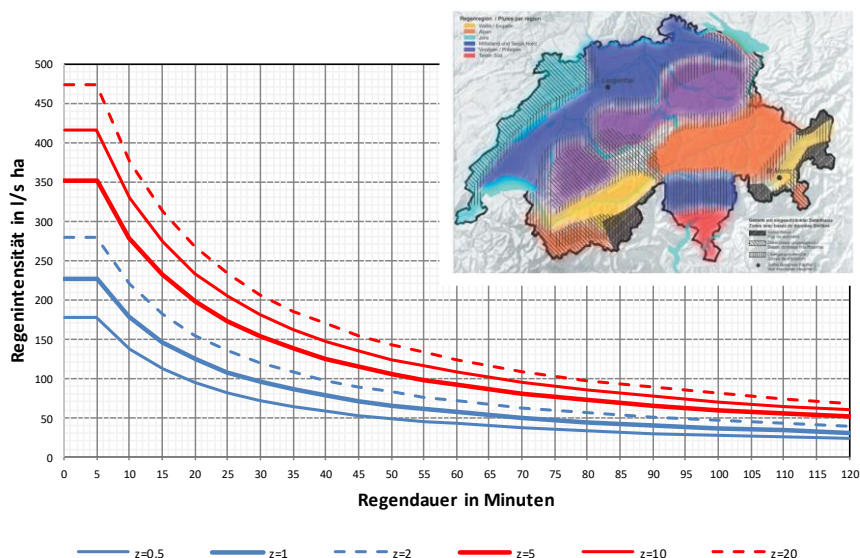 Regenregion / Pluies par région
Wallis / Engadin
Alpen
Jura
Mittelland und Tessin Nord
Voralpen / Préalpes
Tessin Süd
Langenthal
Regenintensität in l/s ha
500
450
400
350
300
250
200
150
100
50
0
0 5 10 15 20 25 30 35 40 45 50 55 60 65 70 75 80 85 90 95 100 105 110 115 120
Regendauer in Minuten
z=0.5 z=1 z=2 z=5 z=10 z=20